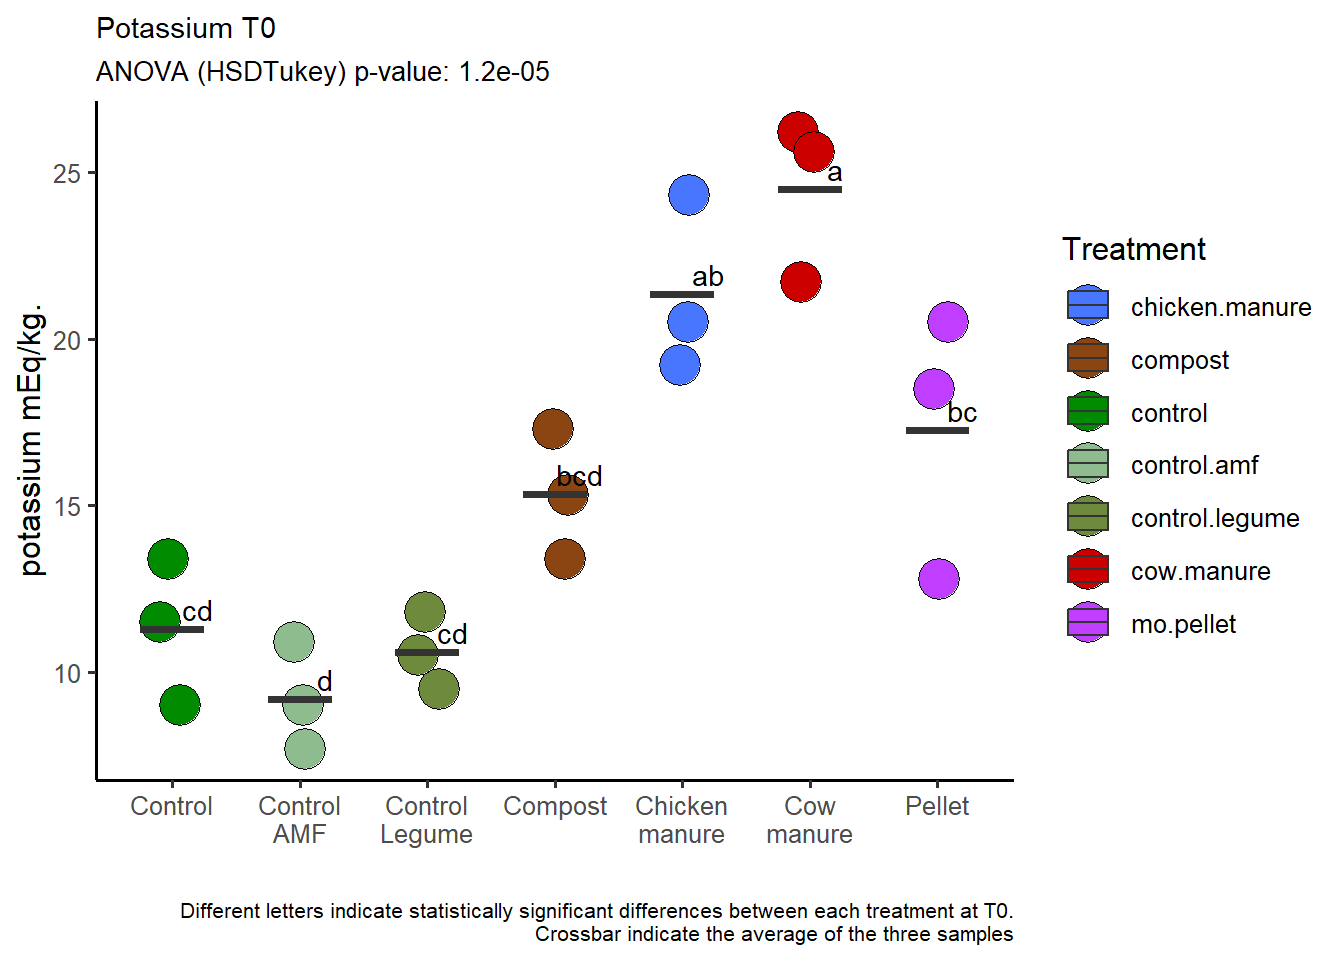 Potassium T0
ANOVA (HSDTukey) p-value: 1.2e-05
potassium mEq/kg.
25
20
15
10
a
ab
bc
bcd
cd
d
cd
Control
Control
AMF
Control
Legume
Compost
Chicken
manure
Cow
manure
Pellet
Treatment
chicken.manure
compost
control
control.amf
control.legume
cow.manure
mo.pellet
Different letters indicate statistically significant differences between each treatment at T0.
Crossbar indicate the average of the three samples